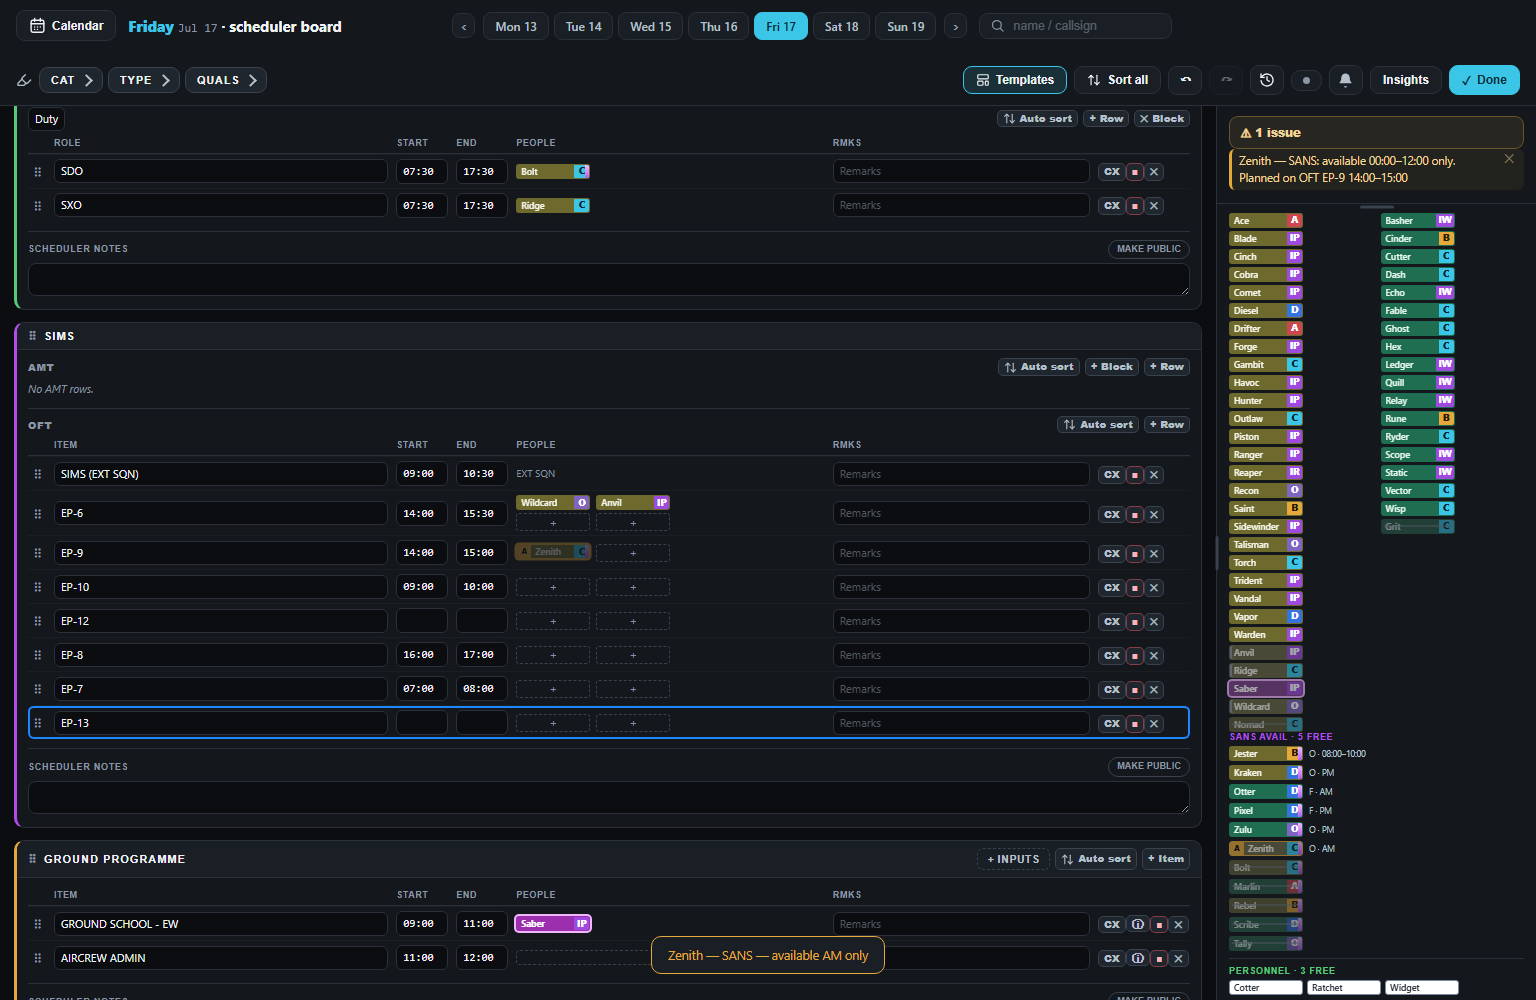 Calendar
Friday Jul 17 · scheduler board
‹ Mon 13 Tue 14 Wed 15 Thu 16 Fri 17 Sat 18 Sun 19 ›
name / callsign
CAT TYPE QUALS
Templates Sort all Insights ✓ Done
Duty
Auto sort + Row × Block
ROLE START END PEOPLE RMKS
SDO 07:30 17:30 Bolt C Remarks CX
SXO 07:30 17:30 Ridge C Remarks CX
SCHEDULER NOTES MAKE PUBLIC
SIMS
AMT Auto sort + Block + Row
No AMT rows.
OFT Auto sort + Row
ITEM START END PEOPLE RMKS
SIMS (EXT SQN) 09:00 10:30 EXT SQN Remarks CX
EP-6 14:00 15:30 Wildcard O Anvil IP + + Remarks CX
EP-9 14:00 15:00 A Zenith C + Remarks CX
EP-10 09:00 10:00 + + Remarks CX
EP-12 + + Remarks CX
EP-8 16:00 17:00 + + Remarks CX
EP-7 07:00 08:00 + + Remarks CX
EP-13 + + Remarks CX
SCHEDULER NOTES MAKE PUBLIC
GROUND PROGRAMME + INPUTS Auto sort + Item
ITEM START END PEOPLE RMKS
GROUND SCHOOL - EW 09:00 11:00 Saber IP Remarks CX
AIRCREW ADMIN 11:00 12:00 CX
Zenith — SANS — available AM only
SCHEDULER NOTES MAKE PUBLIC
⚠ 1 issue
Zenith — SANS: available 00:00–12:00 only.
Planned on OFT EP-9 14:00–15:00
Ace A
Blade IP
Cinch IP
Cobra IP
Comet IP
Diesel D
Drifter A
Forge IP
Gambit C
Havoc IP
Hunter IP
Outlaw C
Piston IP
Ranger IP
Reaper IR
Recon O
Saint B
Sidewinder IP
Talisman O
Torch C
Trident IP
Vandal IP
Vapor D
Warden IP
Anvil IP
Ridge C
Saber IP
Wildcard O
Nomad C
Basher IW
Cinder B
Cutter C
Dash C
Echo IW
Fable C
Ghost C
Hex C
Ledger IW
Quill IW
Relay IW
Rune B
Ryder C
Scope IW
Static IW
Vector C
Wisp C
Grit C
SANS AVAIL · 5 FREE
Jester B O · 08:00–10:00
Kraken D O · PM
Otter D F · AM
Pixel D F · PM
Zulu O O · PM
A Zenith C O · AM
Bolt C
Marlin A
Rebel B
Scribe D
Tally O
PERSONNEL · 3 FREE
Cotter Ratchet Widget